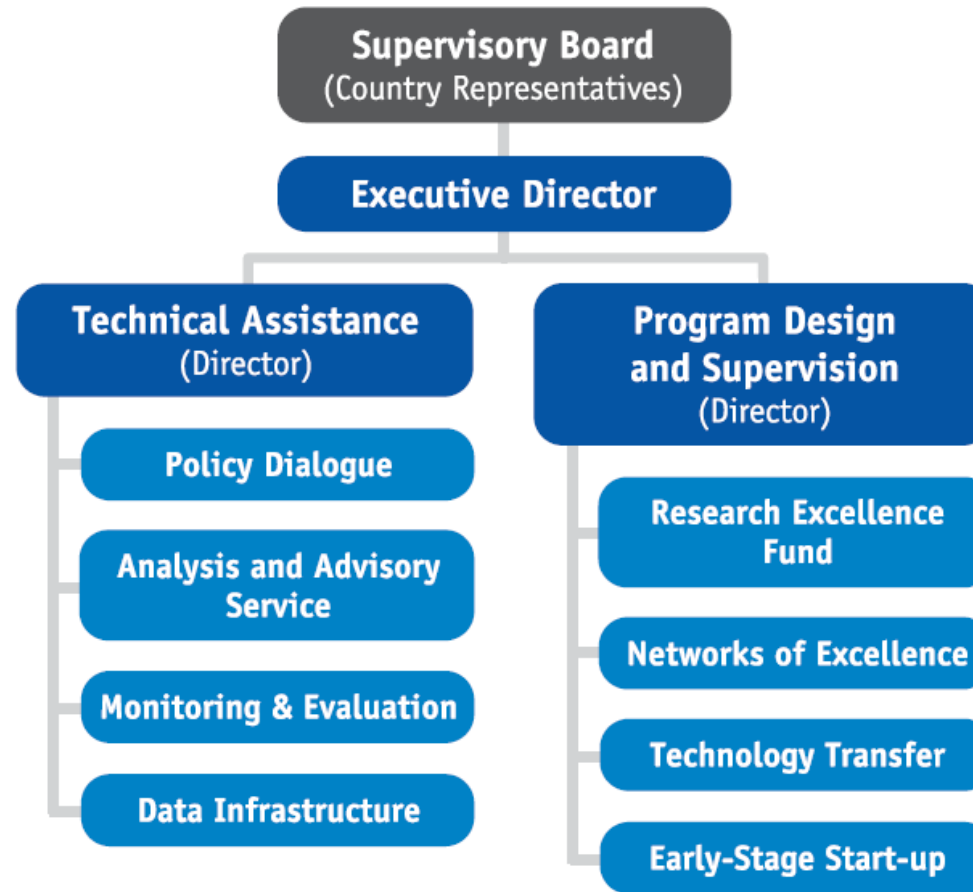 Supervisory Board
(Country Representatives)
Executive Director
Technical Assistance
(Director)
Policy Dialogue
Analysis and Advisory
Service
Monitoring & Evaluation
Data Infrastructure
Program Design
and Supervision
(Director)
Research Excellence
Fund
Networks of Excellence
Technology Transfer
Early-Stage Start-up